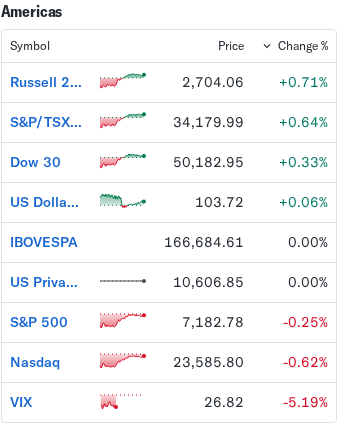 Americas
Symbol Price Change %
Russell 2... 2,704.06 +0.71%
S&P/TSX... 34,179.99 +0.64%
Dow 30 50,182.95 +0.33%
US Dolla... 103.72 +0.06%
IBOVESPA 166,684.61 0.00%
US Priva... 10,606.85 0.00%
S&P 500 7,182.78 -0.25%
Nasdaq 23,585.80 -0.62%
VIX 26.82 -5.19%